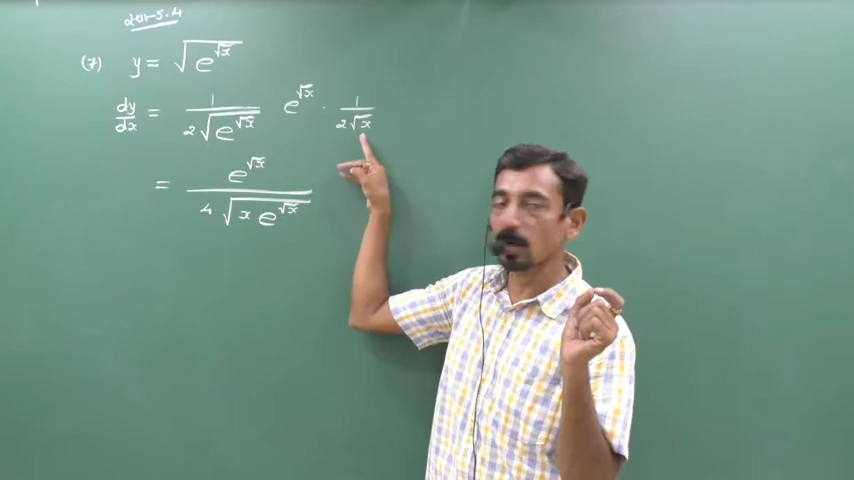 (7) y = √(e^√x)
dy/dx = 1/(2√(e^√x)) e^√x · 1/(2√x)
= e^√x/(4√(x e^√x))